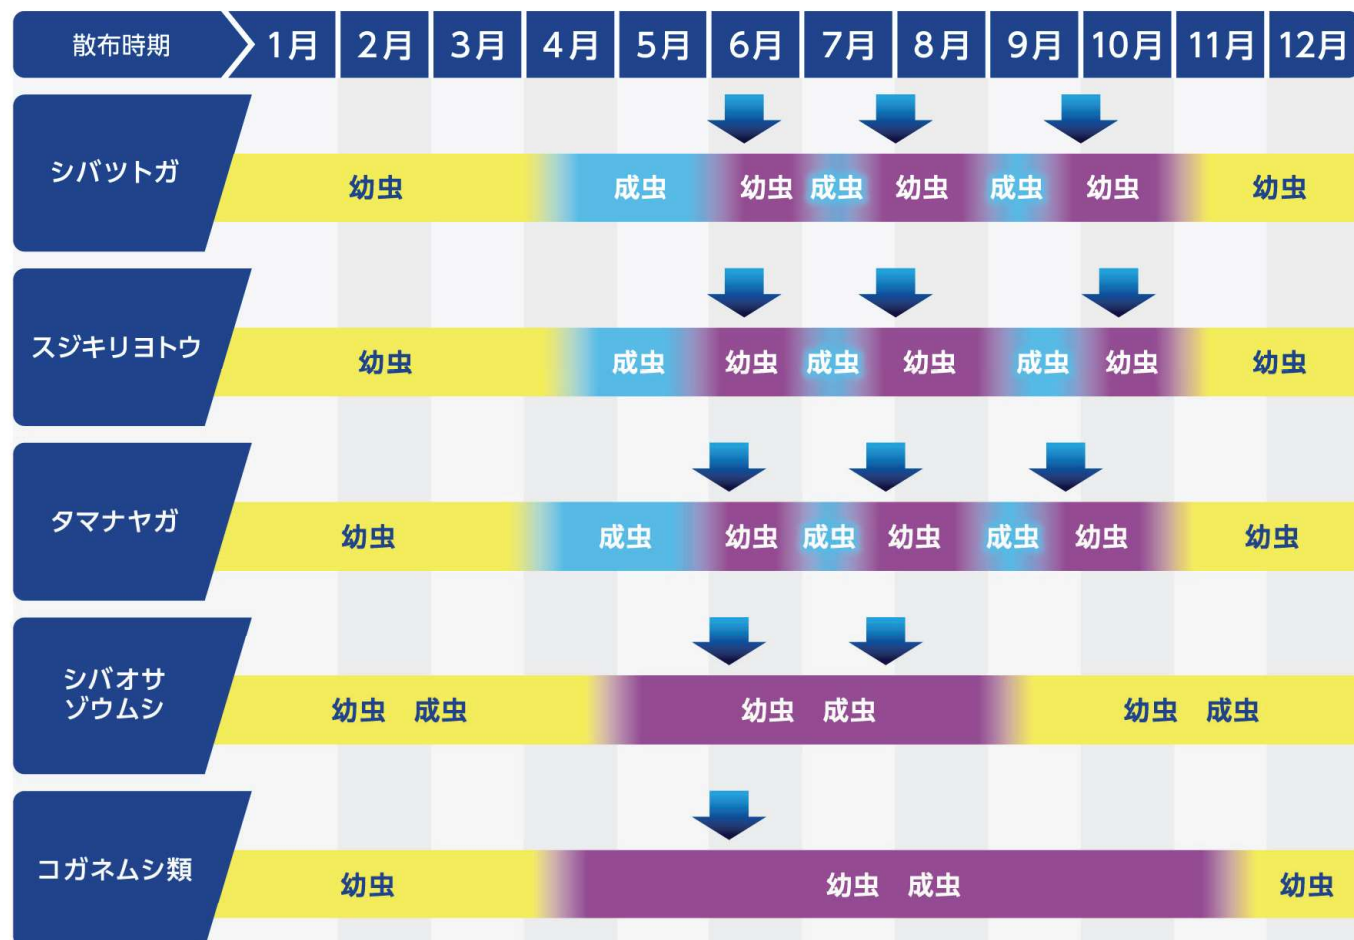 散布時期
1月 2月 3月 4月 5月 6月 7月 8月 9月 10月 11月 12月
シバツトガ
幼虫 成虫 幼虫 成虫 幼虫 成虫 幼虫 幼虫
スジキリヨトウ
幼虫 成虫 幼虫 成虫 幼虫 成虫 幼虫 幼虫
タマナヤガ
幼虫 成虫 幼虫 成虫 幼虫 成虫 幼虫 幼虫
シバオサ
ゾウムシ
幼虫 成虫 幼虫 成虫 幼虫 成虫
コガネムシ類
幼虫 幼虫 成虫 幼虫